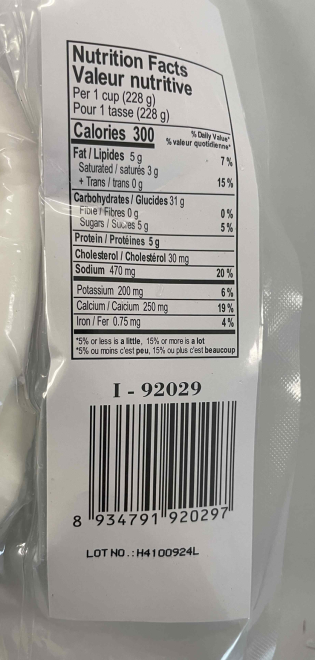 Nutrition Facts
Valeur nutritive
Per 1 cup (228 g)
Pour 1 tasse (228 g)
Calories 300 % Daily Value*
% valeur quotidienne*
Fat / Lipides 5 g 7 %
Saturated / saturés 3 g
+ Trans / trans 0 g 15 %
Carbohydrates / Glucides 31 g
Fibre / Fibres 0 g 0 %
Sugars / Sucres 5 g 5 %
Protein / Protéines 5 g
Cholesterol / Cholestérol 30 mg
Sodium 470 mg 20 %
Potassium 200 mg 6 %
Calcium / Calcium 250 mg 19 %
Iron / Fer 0.75 mg 4 %
*5% or less is a little, 15% or more is a lot
*5% ou moins c'est peu, 15% ou plus c'est beaucoup
I - 92029
8 934791 920297
LOT NO.:H4100924L